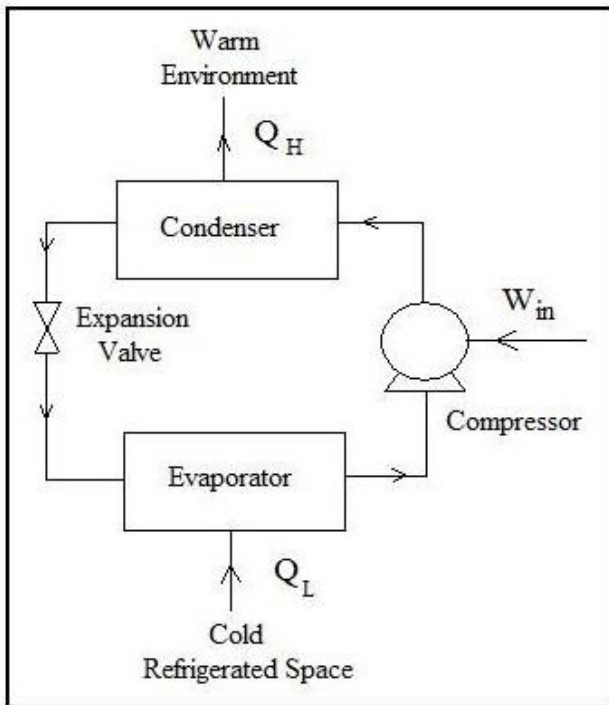 Warm
Environment
Q H
Condenser
Expansion
Valve
W in
Compressor
Evaporator
Q L
Cold
Refrigerated Space